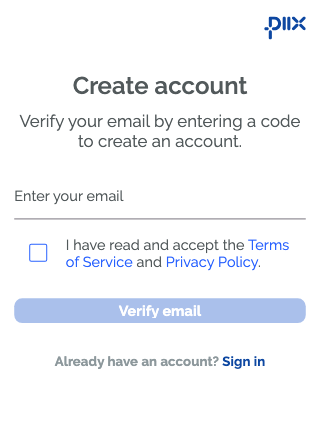 PIIX
Create account
Verify your email by entering a code
to create an account.
Enter your email
I have read and accept the Terms
of Service and Privacy Policy.
Verify email
Already have an account? Sign in